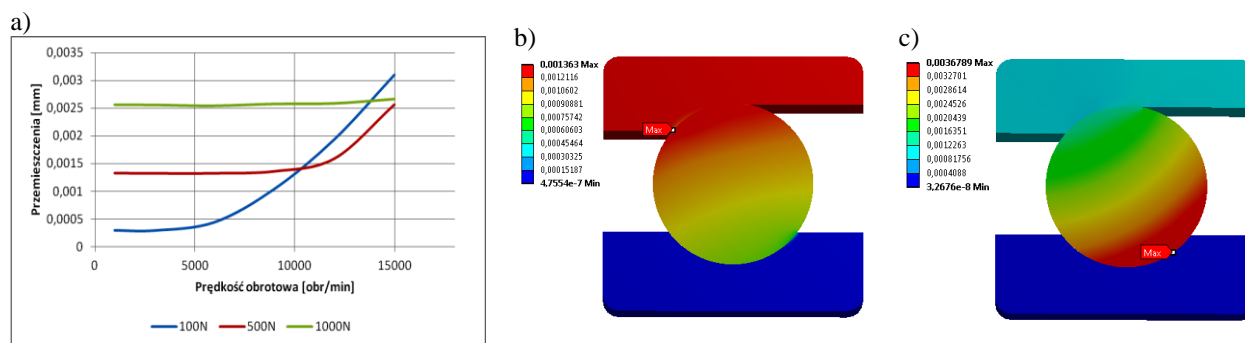 a)
0,0035
0,003
0,0025
0,002
0,0015
0,001
0,0005
0
Przemieszczenia [mm]
0 5000 10000 15000
Prędkość obrotowa [obr/min]
100N 500N 1000N
b)
0,001363 Max
0,0012116
0,0010602
0,00090881
0,00075742
0,00060603
0,00045464
0,00030325
0,00015187
4,7554e-7 Min
Max
c)
0,0036789 Max
0,0032701
0,0028614
0,0024526
0,0020439
0,0016351
0,0012263
0,00081756
0,0004088
3,2676e-8 Min
Max